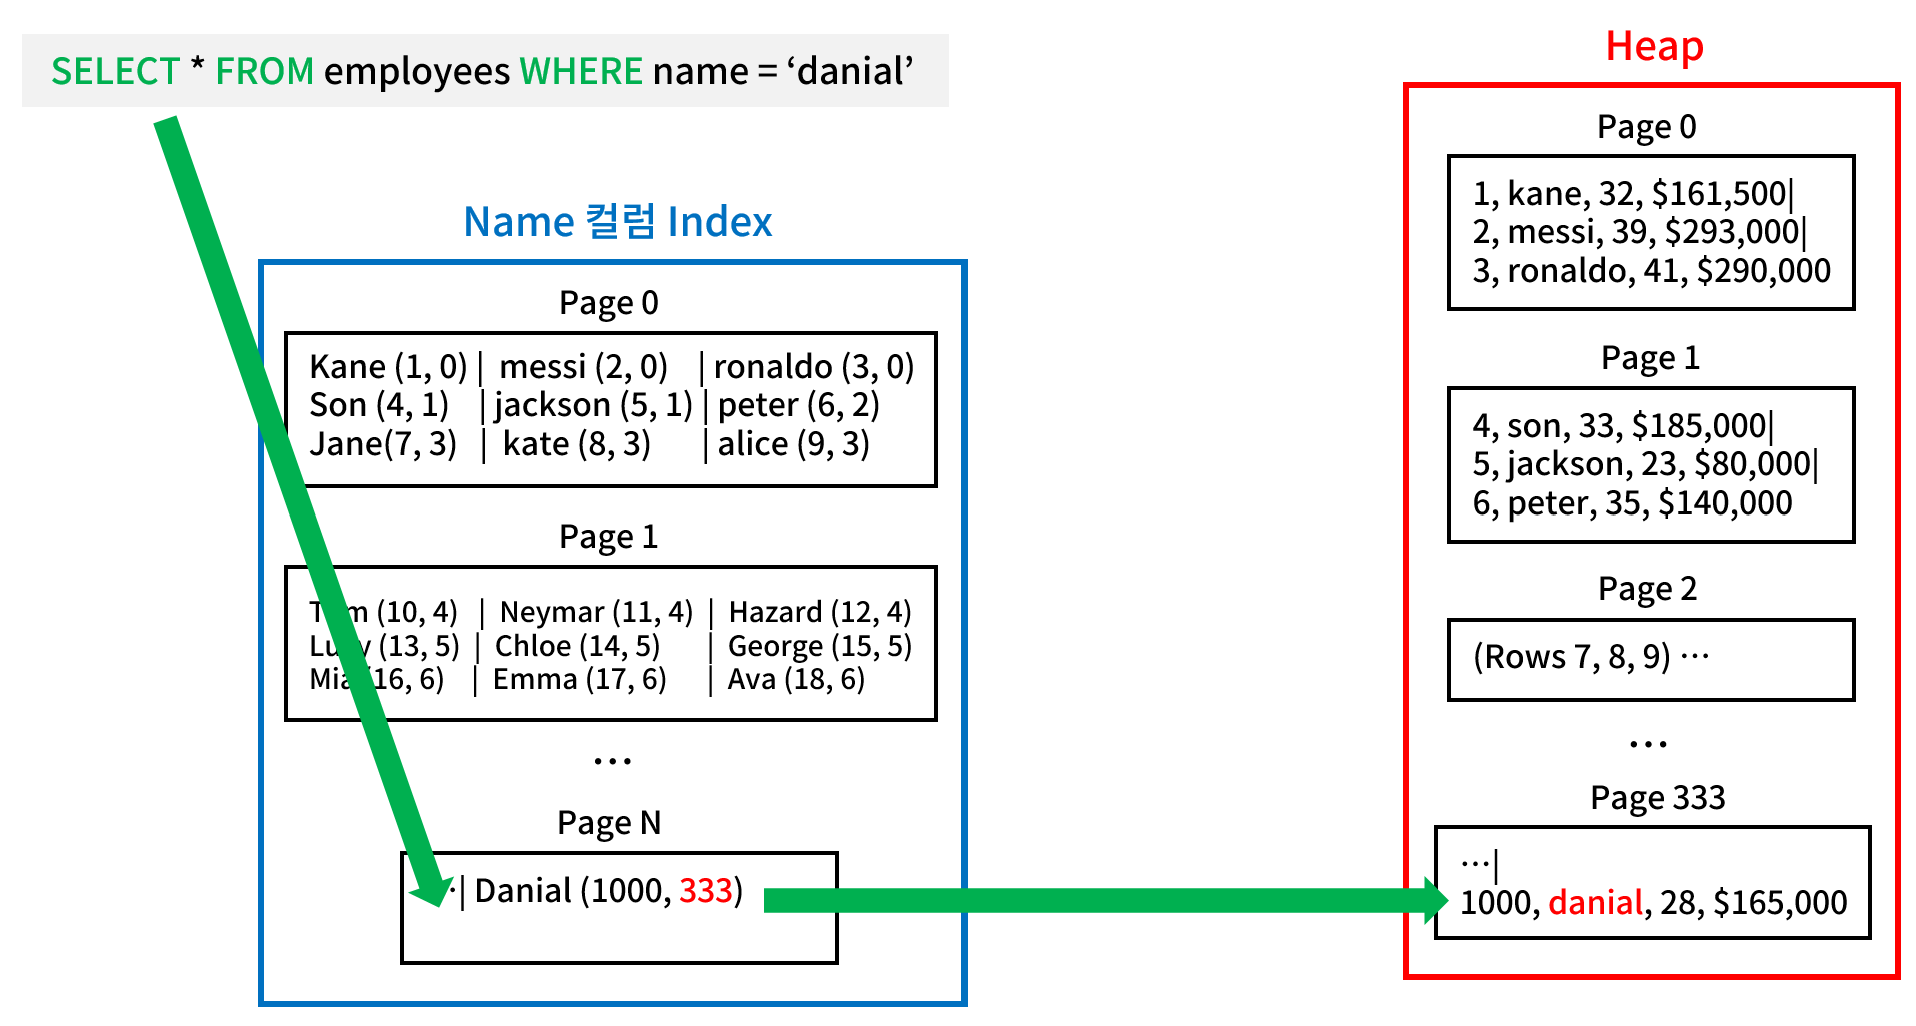 SELECT * FROM employees WHERE name = ‘danial’
Name 컬럼 Index
Page 0
Kane (1, 0) | messi (2, 0) | ronaldo (3, 0)
Son (4, 1) | jackson (5, 1) | peter (6, 2)
Jane(7, 3) | kate (8, 3) | alice (9, 3)
Page 1
(10, 4) | Neymar (11, 4) | Hazard (12, 4)
(13, 5) | Chloe (14, 5) | George (15, 5)
Mia (16, 6) | Emma (17, 6) | Ava (18, 6)
⋯
Page N
| Danial (1000, 333)
Heap
Page 0
1, kane, 32, $161,500|
2, messi, 39, $293,000|
3, ronaldo, 41, $290,000
Page 1
4, son, 33, $185,000|
5, jackson, 23, $80,000|
6, peter, 35, $140,000
Page 2
(Rows 7, 8, 9) ⋯
⋯
Page 333
⋯|
1000, danial, 28, $165,000